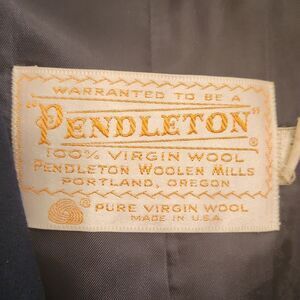 WARRANTED TO BE A
"PENDLETON"®
100% VIRGIN WOOL
PENDLETON WOOLEN MILLS
PORTLAND, OREGON
® PURE VIRGIN WOOL
MADE IN U.S.A.